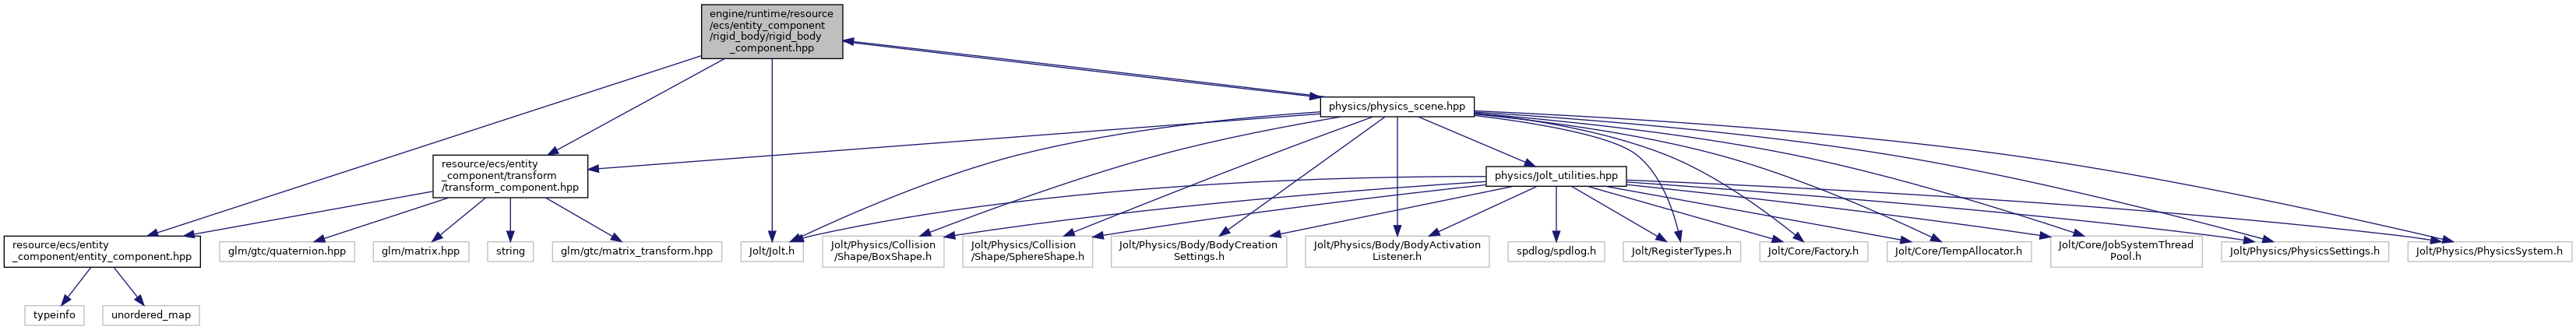 engine/runtime/resource
/ecs/entity_component
/rigid_body/rigid_body
_component.hpp
physics/physics_scene.hpp
resource/ecs/entity
_component/transform
/transform_component.hpp
physics/Jolt_utilities.hpp
resource/ecs/entity
_component/entity_component.hpp
glm/gtc/quaternion.hpp
glm/matrix.hpp
string
glm/gtc/matrix_transform.hpp
Jolt/Jolt.h
Jolt/Physics/Collision
/Shape/BoxShape.h
Jolt/Physics/Collision
/Shape/SphereShape.h
Jolt/Physics/Body/BodyCreation
Settings.h
Jolt/Physics/Body/BodyActivation
Listener.h
spdlog/spdlog.h
Jolt/RegisterTypes.h
Jolt/Core/Factory.h
Jolt/Core/TempAllocator.h
Jolt/Core/JobSystemThread
Pool.h
Jolt/Physics/PhysicsSettings.h
Jolt/Physics/PhysicsSystem.h
typeinfo
unordered_map